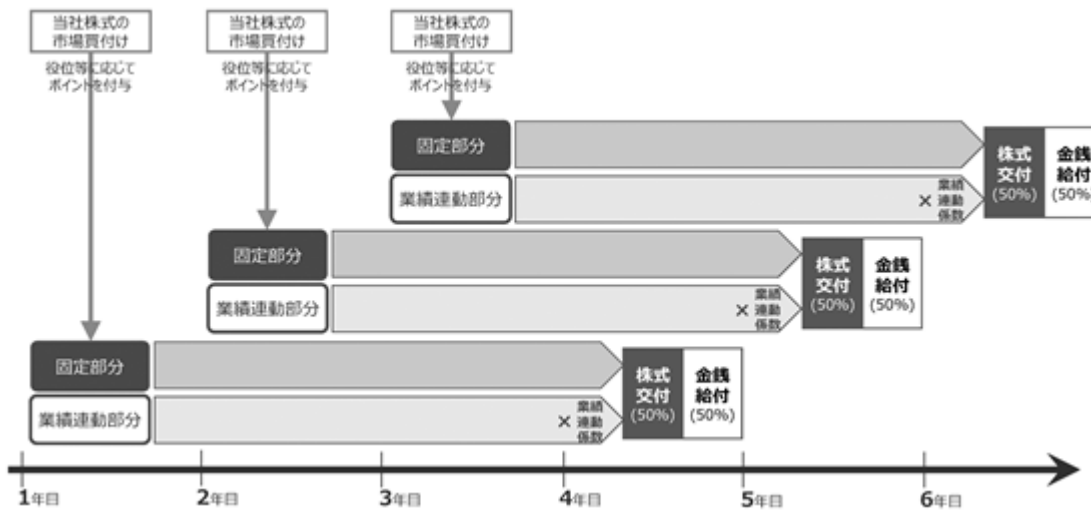 当社株式の
市場買付け
当社株式の
市場買付け
当社株式の
市場買付け
役位等に応じて
ポイントを付与
役位等に応じて
ポイントを付与
役位等に応じて
ポイントを付与
固定部分
業績連動部分
×
業績
連動
係数
株式
交付
(50%)
金銭
給付
(50%)
固定部分
業績連動部分
×
業績
連動
係数
株式
交付
(50%)
金銭
給付
(50%)
固定部分
業績連動部分
×
業績
連動
係数
株式
交付
(50%)
金銭
給付
(50%)
1年目
2年目
3年目
4年目
5年目
6年目